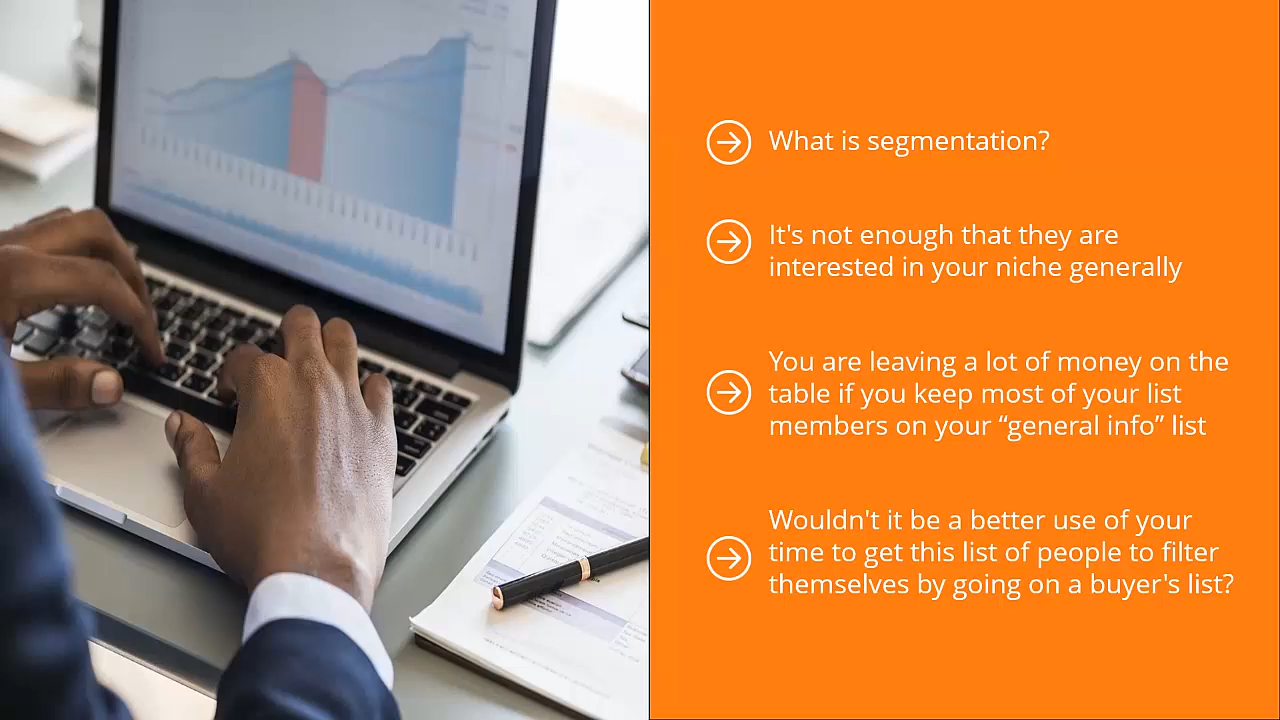 What is segmentation?
It's not enough that they are
interested in your niche generally
You are leaving a lot of money on the
table if you keep most of your list
members on your “general info” list
Wouldn't it be a better use of your
time to get this list of people to filter
themselves by going on a buyer's list?